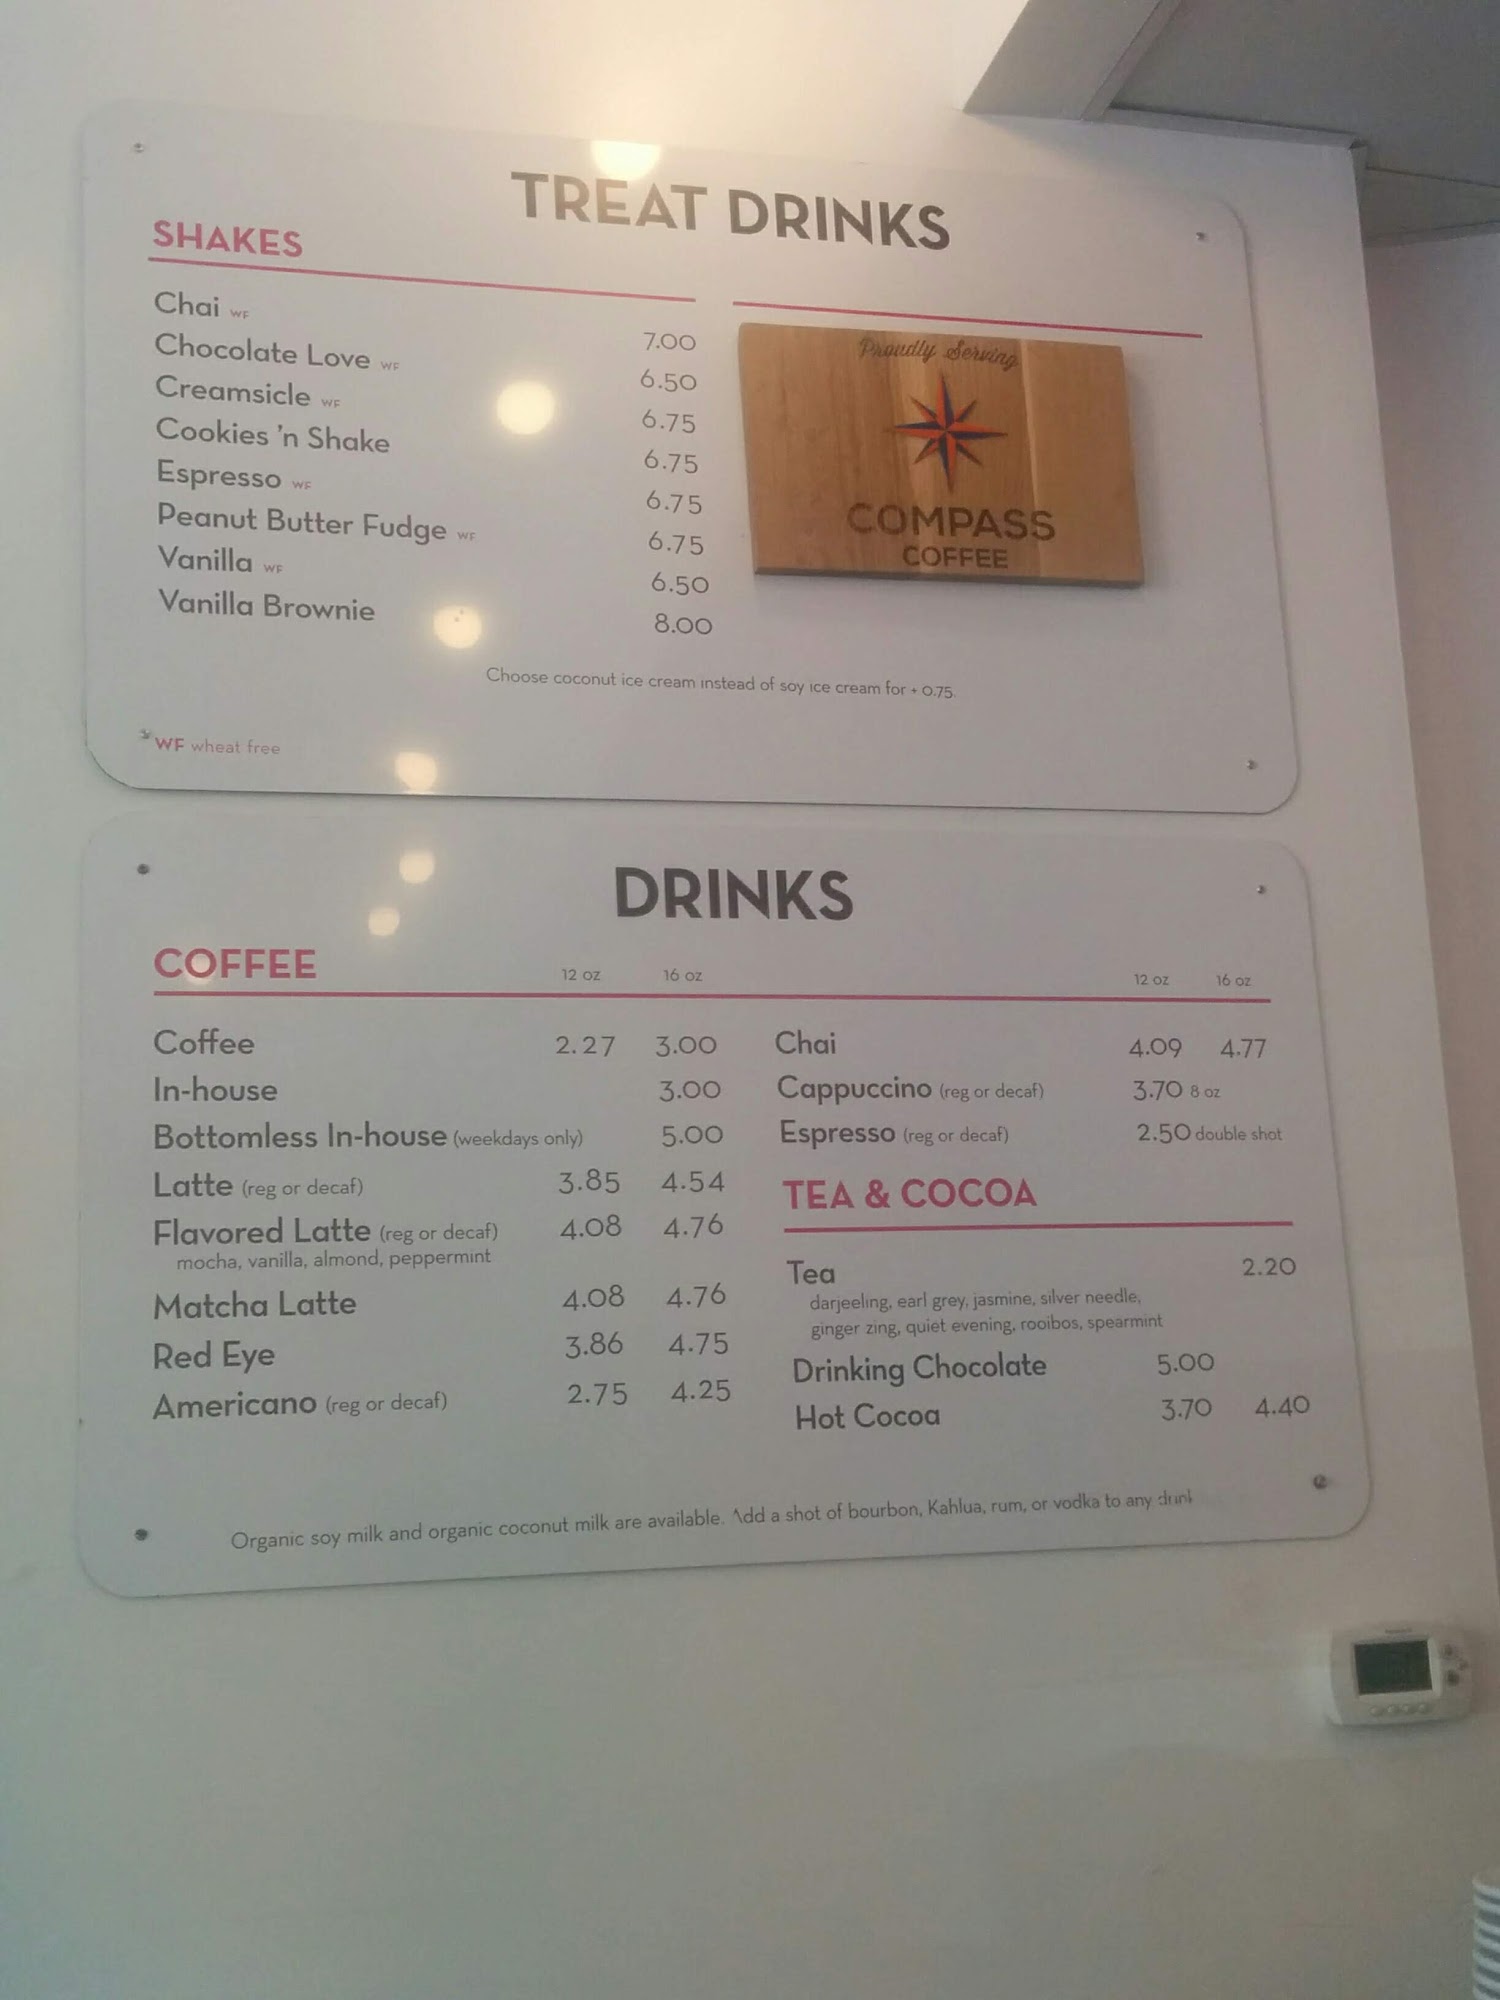 TREAT DRINKS
SHAKES
Chai WF 7.00
Chocolate Love WF 6.50
Creamsicle WF 6.75
Cookies 'n Shake 6.75
Espresso WF 6.75
Peanut Butter Fudge WF 6.75
Vanilla WF 6.50
Vanilla Brownie 8.00
Proudly Serving
COMPASS
COFFEE
Choose coconut ice cream instead of soy ice cream for + 0.75
WF wheat free
DRINKS
COFFEE 12 oz 16 oz
Coffee 2.27 3.00
In-house 3.00
Bottomless In-house (weekdays only) 5.00
Latte (reg or decaf) 3.85 4.54
Flavored Latte (reg or decaf) 4.08 4.76
mocha, vanilla, almond, peppermint
Matcha Latte 4.08 4.76
Red Eye 3.86 4.75
Americano (reg or decaf) 2.75 4.25
12 oz 16 oz
Chai 4.09 4.77
Cappuccino (reg or decaf) 3.70 8 oz
Espresso (reg or decaf) 2.50 double shot
TEA & COCOA
Tea 2.20
darjeeling, earl grey, jasmine, silver needle,
ginger zing, quiet evening, rooibos, spearmint
Drinking Chocolate 5.00
Hot Cocoa 3.70 4.40
Organic soy milk and organic coconut milk are available. Add a shot of bourbon, Kahlua, rum, or vodka to any drink